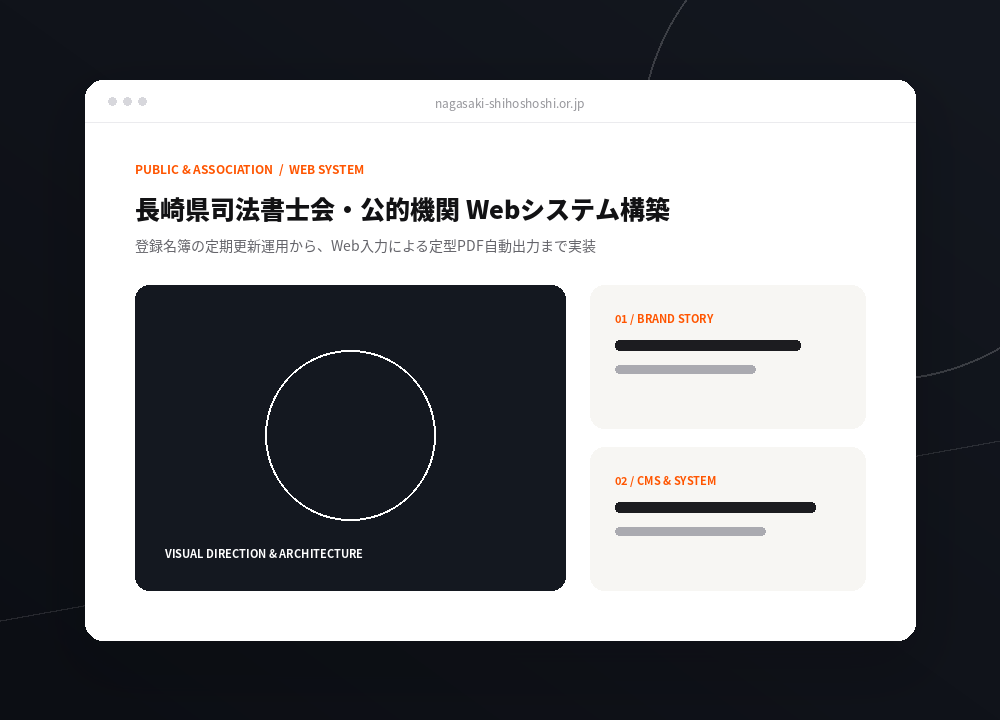 nagasaki-shihoshoshi.or.jp
PUBLIC & ASSOCIATION / WEB SYSTEM
長崎県司法書士会・公的機関 Webシステム構築
登録名簿の定期更新運用から、Web入力による定型PDF自動出力まで実装
01 / BRAND STORY
02 / CMS & SYSTEM
VISUAL DIRECTION & ARCHITECTURE